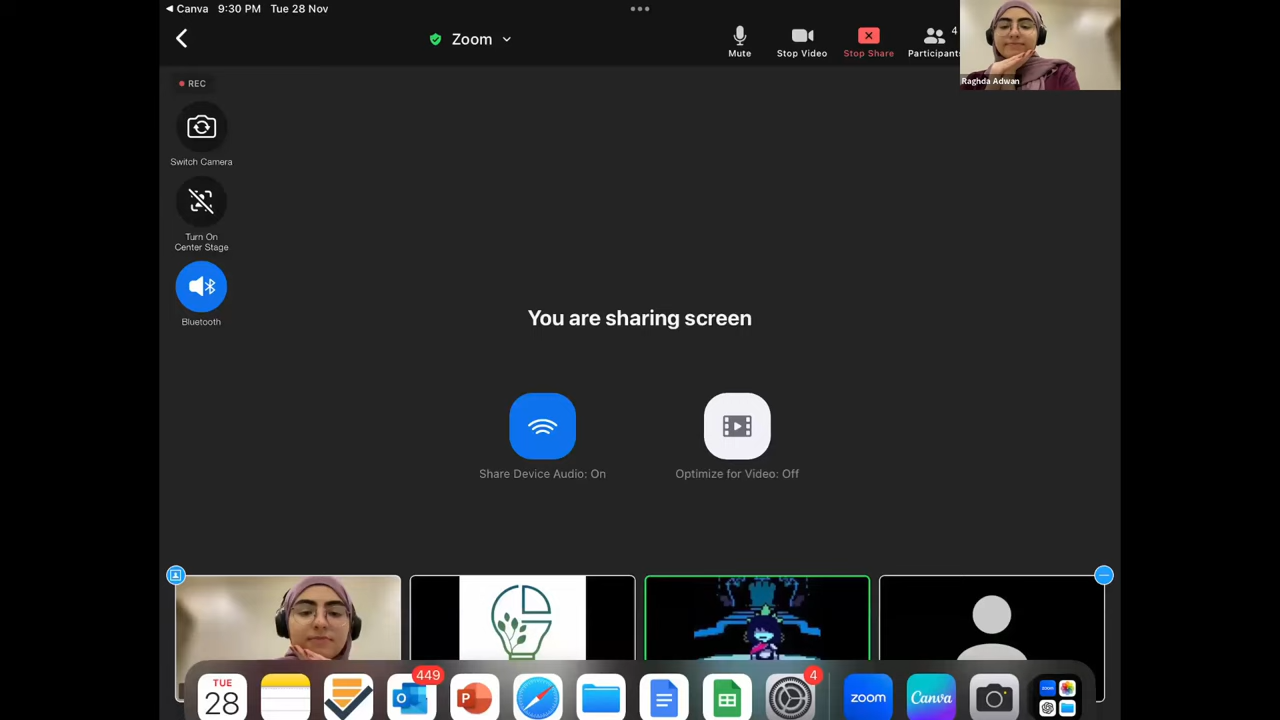 Canva 9:30 PM Tue 28 Nov
Zoom
Mute
Stop Video
Stop Share
Participants
4
Raghda Adwan
REC
Switch Camera
Turn On
Center Stage
Bluetooth
You are sharing screen
Share Device Audio: On
Optimize for Video: Off
TUE
28
449
4
zoom
Canva